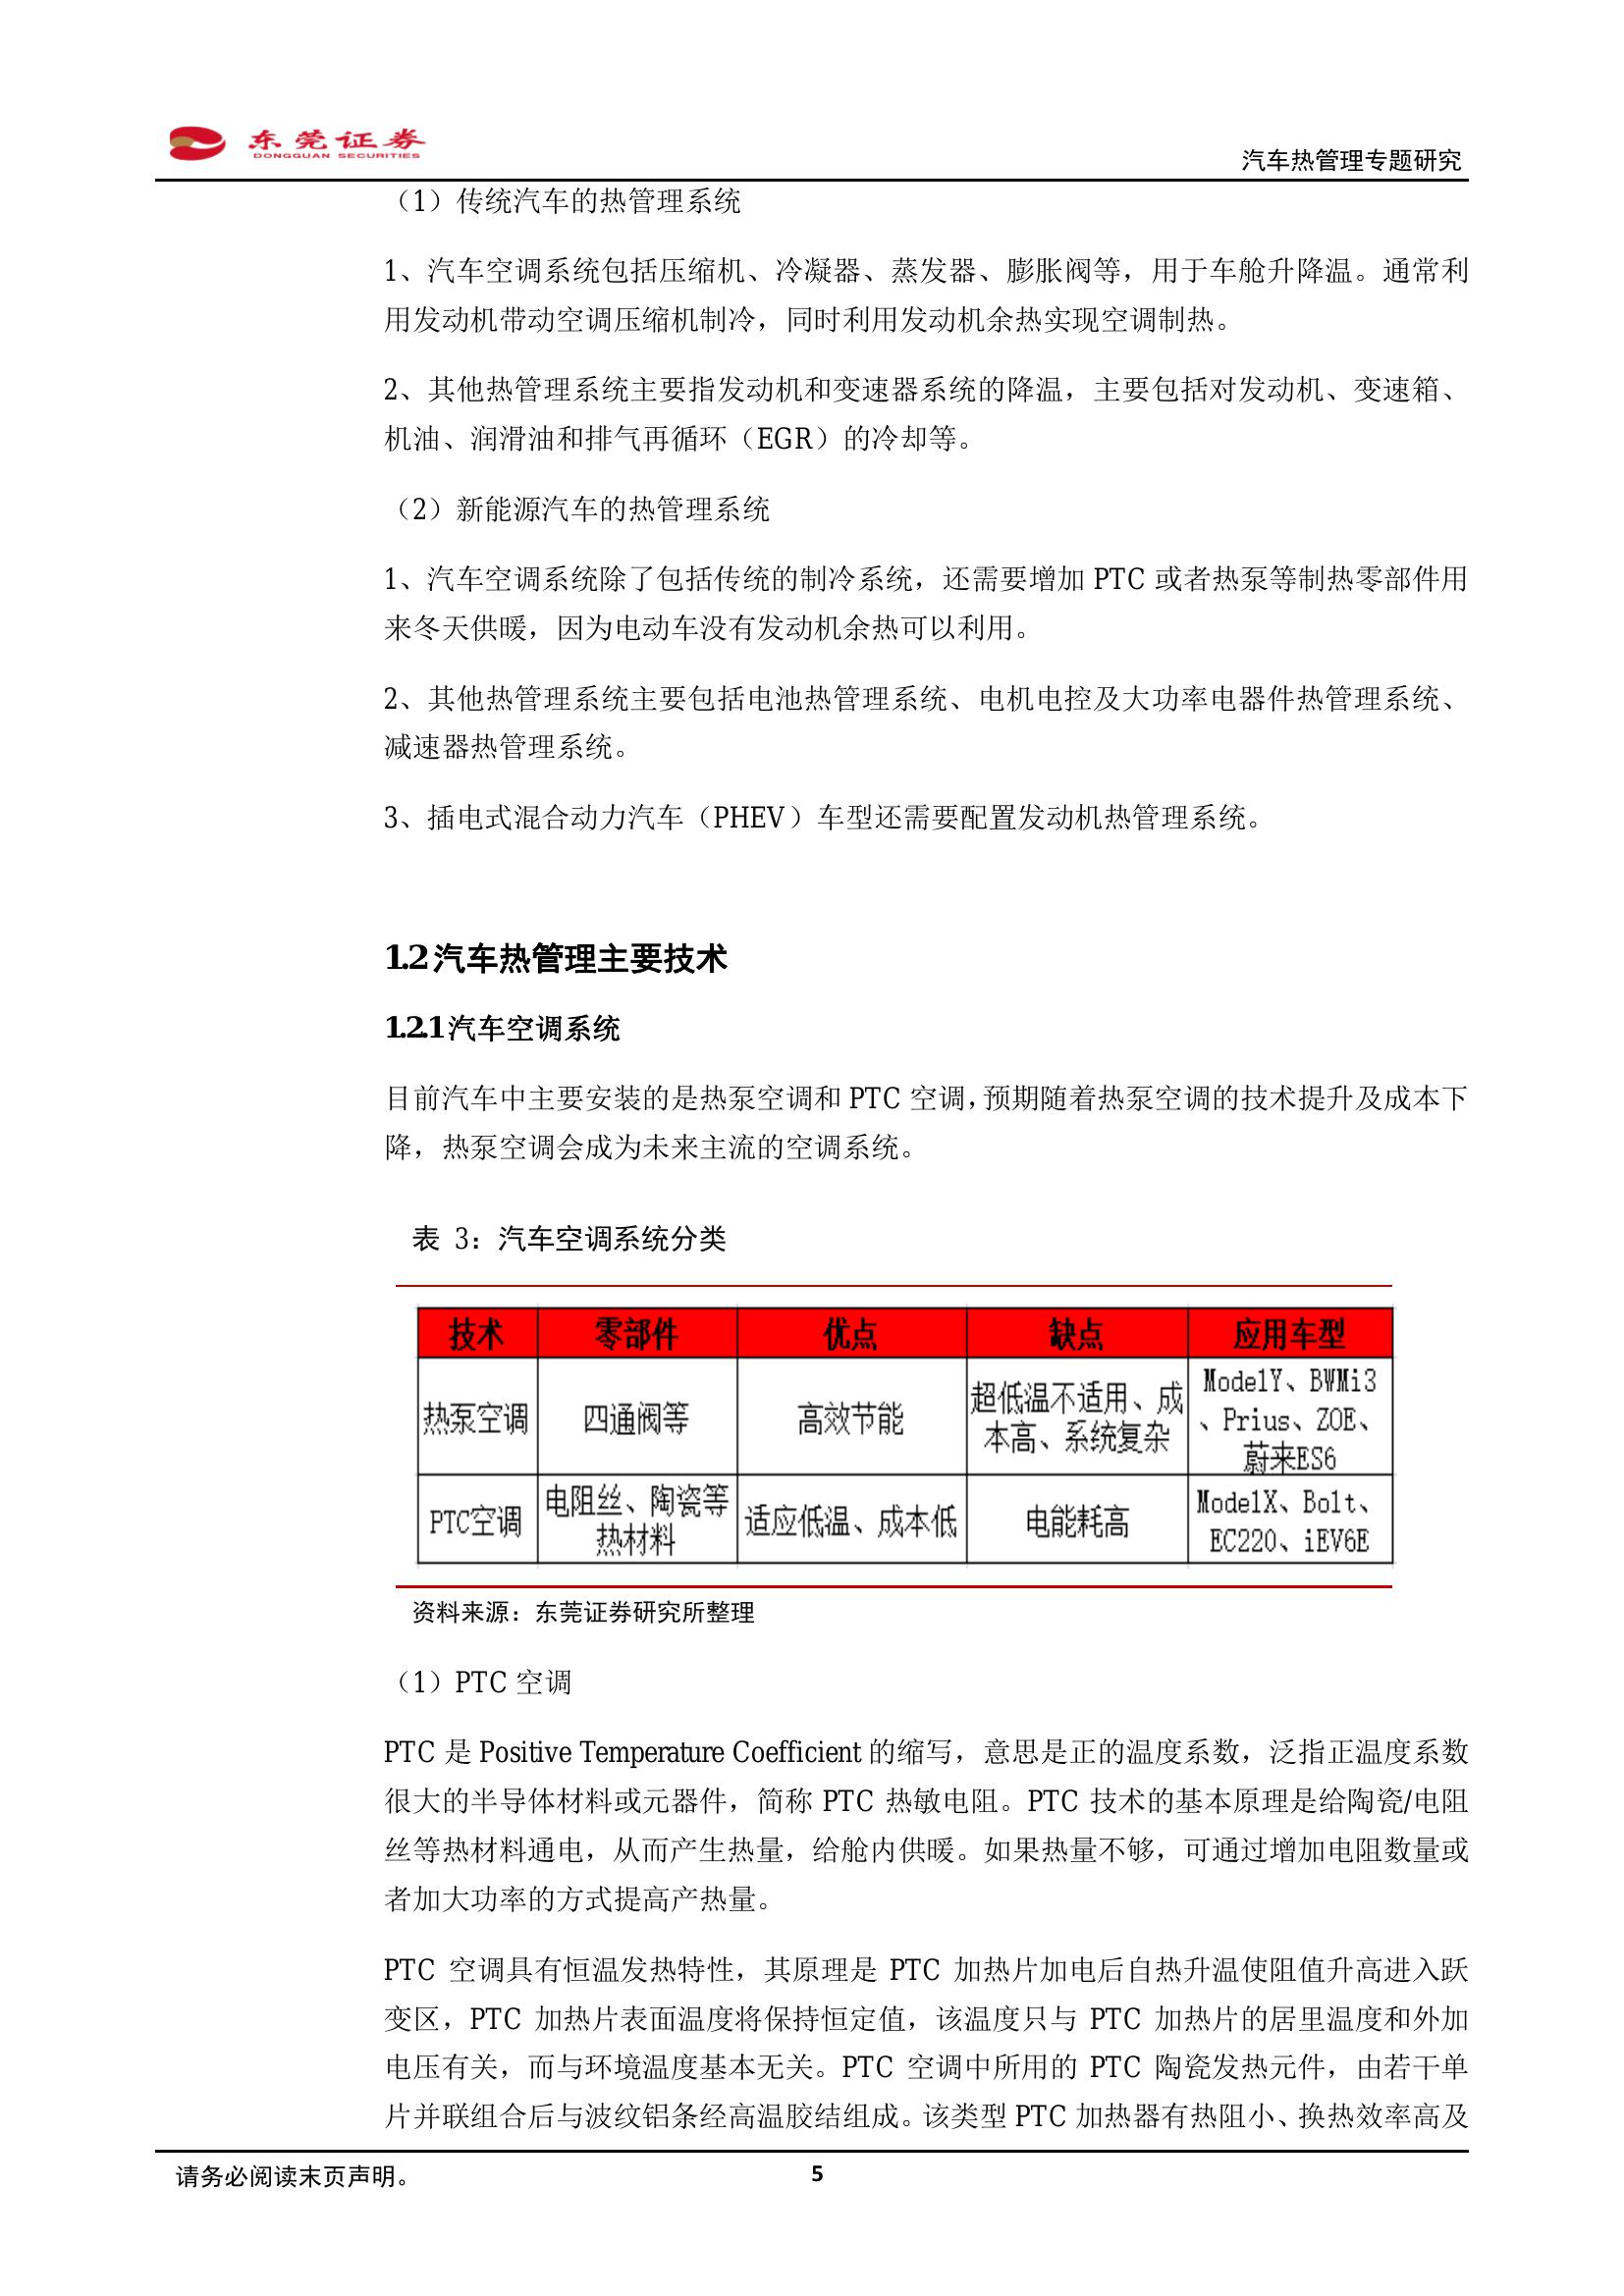 东莞证券
DONGGUAN SECURITIES
汽车热管理专题研究
（1）传统汽车的热管理系统
1、汽车空调系统包括压缩机、冷凝器、蒸发器、膨胀阀等，用于车舱升降温。通常利
用发动机带动空调压缩机制冷，同时利用发动机余热实现空调制热。
2、其他热管理系统主要指发动机和变速器系统的降温，主要包括对发动机、变速箱、
机油、润滑油和排气再循环（EGR）的冷却等。
（2）新能源汽车的热管理系统
1、汽车空调系统除了包括传统的制冷系统，还需要增加 PTC 或者热泵等制热零部件用
来冬天供暖，因为电动车没有发动机余热可以利用。
2、其他热管理系统主要包括电池热管理系统、电机电控及大功率电器件热管理系统、
减速器热管理系统。
3、插电式混合动力汽车（PHEV）车型还需要配置发动机热管理系统。
1.2 汽车热管理主要技术
1.2.1 汽车空调系统
目前汽车中主要安装的是热泵空调和 PTC 空调，预期随着热泵空调的技术提升及成本下
降，热泵空调会成为未来主流的空调系统。
表 3：汽车空调系统分类
技术 零部件 优点 缺点 应用车型
热泵空调 四通阀等 高效节能 超低温不适用、成本高、系统复杂 ModelY、BWMi3、Prius、ZOE、蔚来ES6
PTC空调 电阻丝、陶瓷等热材料 适应低温、成本低 电能耗高 ModelX、Bolt、EC220、iEV6E
资料来源：东莞证券研究所整理
（1）PTC 空调
PTC 是 Positive Temperature Coefficient 的缩写，意思是正的温度系数，泛指正温度系数
很大的半导体材料或元器件，简称 PTC 热敏电阻。PTC 技术的基本原理是给陶瓷/电阻
丝等热材料通电，从而产生热量，给舱内供暖。如果热量不够，可通过增加电阻数量或
者加大功率的方式提高产热量。
PTC 空调具有恒温发热特性，其原理是 PTC 加热片加电后自热升温使阻值升高进入跃
变区，PTC 加热片表面温度将保持恒定值，该温度只与 PTC 加热片的居里温度和外加
电压有关，而与环境温度基本无关。PTC 空调中所用的 PTC 陶瓷发热元件，由若干单
片并联组合后与波纹铝条经高温胶结组成。该类型 PTC 加热器有热阻小、换热效率高及
请务必阅读末页声明。
5